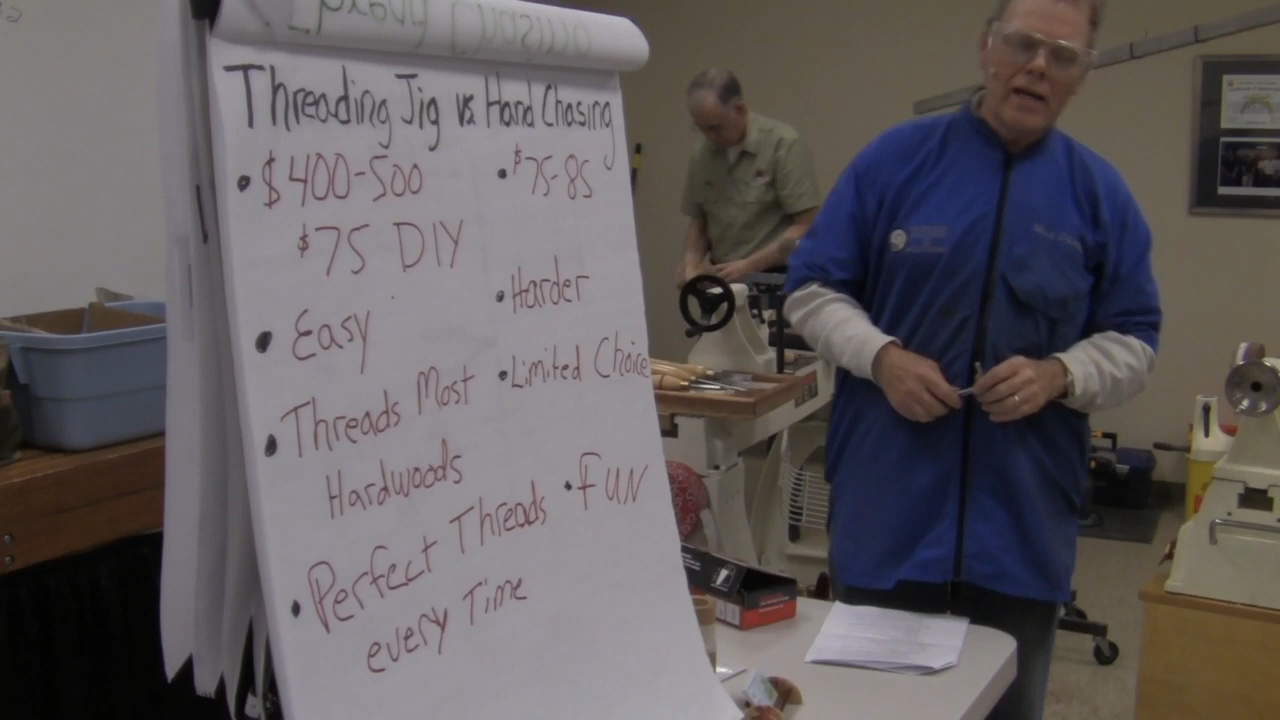 Threading Jig vs Hand Chasing
• $400-500
$75 DIY
• Easy
• Threads Most
Hardwoods
• Perfect Threads
every Time
• $75-85
• Harder
• Limited Choice
• FUN